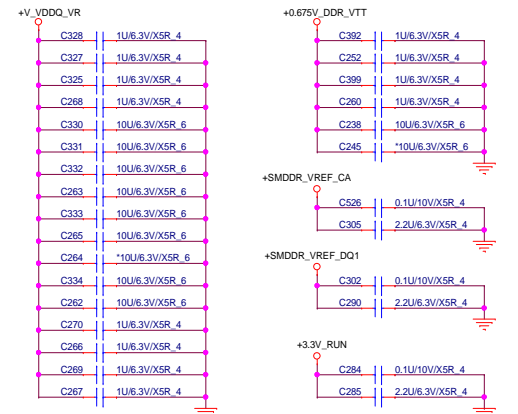 +V_VDDQ_VR
C328 1U/6.3V/X5R_4
C327 1U/6.3V/X5R_4
C325 1U/6.3V/X5R_4
C268 1U/6.3V/X5R_4
C330 10U/6.3V/X5R_6
C331 10U/6.3V/X5R_6
C332 10U/6.3V/X5R_6
C263 10U/6.3V/X5R_6
C333 10U/6.3V/X5R_6
C265 10U/6.3V/X5R_6
C264 *10U/6.3V/X5R_6
C334 10U/6.3V/X5R_6
C262 10U/6.3V/X5R_6
C270 1U/6.3V/X5R_4
C266 1U/6.3V/X5R_4
C269 1U/6.3V/X5R_4
C267 1U/6.3V/X5R_4
+0.675V_DDR_VTT
C392 1U/6.3V/X5R_4
C252 1U/6.3V/X5R_4
C399 1U/6.3V/X5R_4
C260 1U/6.3V/X5R_4
C238 10U/6.3V/X5R_6
C245 *10U/6.3V/X5R_6
+SMDDR_VREF_CA
C526 0.1U/10V/X5R_4
C305 2.2U/6.3V/X5R_4
+SMDDR_VREF_DQ1
C302 0.1U/10V/X5R_4
C290 2.2U/6.3V/X5R_4
+3.3V_RUN
C284 0.1U/10V/X5R_4
C285 2.2U/6.3V/X5R_4